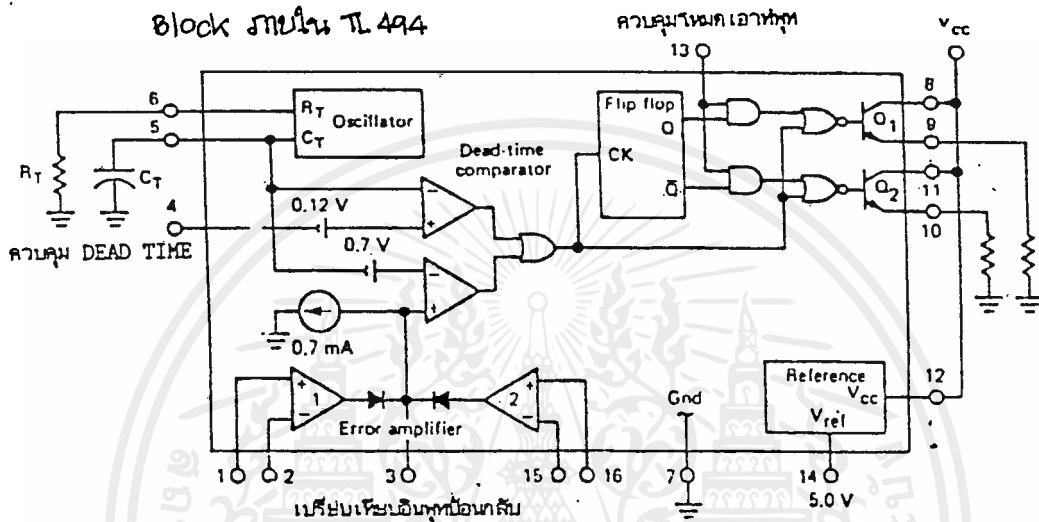 Block ภายใน TL 494
ควบคุมโหมดเอาท์พุท
Vcc
13
8
6
RT
Oscillator
5
CT
Flip flop
Q
Q1
9
CK
Dead-time
comparator
RT
CT
Q̅
11
Q2
4
0.12 V
10
ควบคุม DEAD TIME
0.7 V
−
+
−
+
0.7 mA
Reference
12
Vcc
Vref
Gnd
+
−
1
2
+
−
Error amplifier
1
2
3
15
16
7
14
5.0 V
เปรียบเทียบอินพุทป้อนกลับ